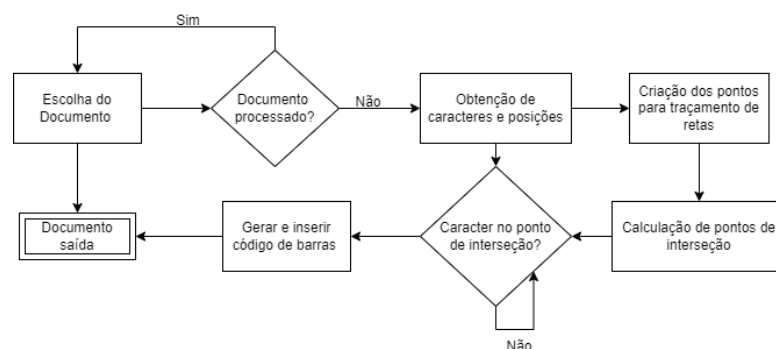 Sim
Escolha do
Documento
Documento
processado?
Não
Obtenção de
caracteres e posições
Criação dos pontos
para traçamento de
retas
Documento
saída
Gerar e inserir
código de barras
Caracter no ponto
de interseção?
Calculação de pontos de
interseção
Não